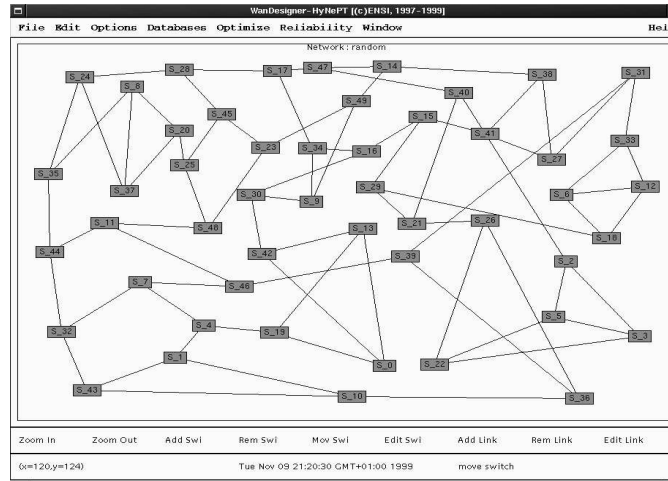 WanDesigner-HyNePT [(c)ENSI, 1997-1999]
File Edit Options Databases Optimize Reliability Window Hel
Network: random
S_24
S_28
S_17
S_47
S_14
S_38
S_31
S_8
S_40
S_49
S_45
S_15
S_20
S_41
S_33
S_23
S_34
S_16
S_27
S_25
S_35
S_37
S_29
S_12
S_30
S_6
S_9
S_11
S_48
S_21
S_26
S_13
S_18
S_44
S_42
S_39
S_2
S_7
S_46
S_5
S_4
S_32
S_19
S_3
S_1
S_0
S_22
S_43
S_10
S_36
Zoom In Zoom Out Add Swi Rem Swi Mov Swi Edit Swi Add Link Rem Link Edit Link
(x=120,y=124) Tue Nov 09 21:20:30 GMT+01:00 1999 move switch